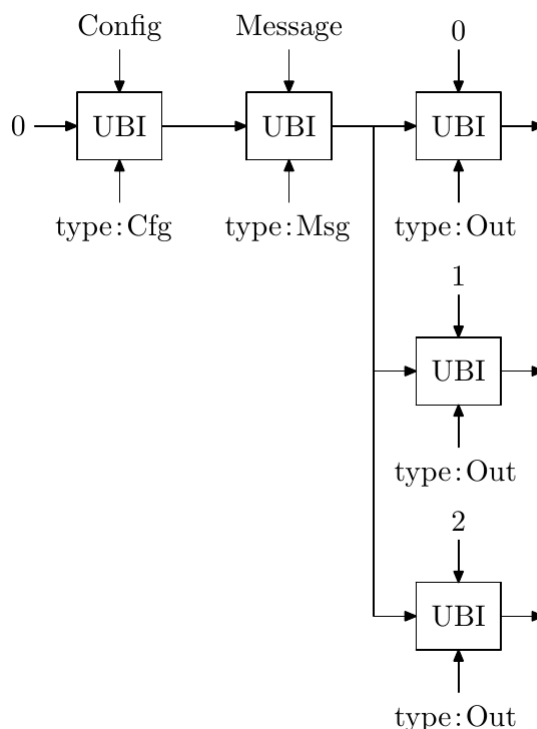 Config Message 0
0 UBI UBI UBI
type:Cfg type:Msg type:Out
1
UBI
type:Out
2
UBI
type:Out